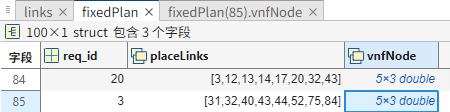 links × fixedPlan × fixedPlan(85).vnfNode ×
100×1 struct 包含 3 个字段
字段 req_id placeLinks vnfNode
84 20 [3,12,13,14,17,20,32,43] 5×3 double
85 3 [31,32,40,43,44,52,75,84] 5×3 double